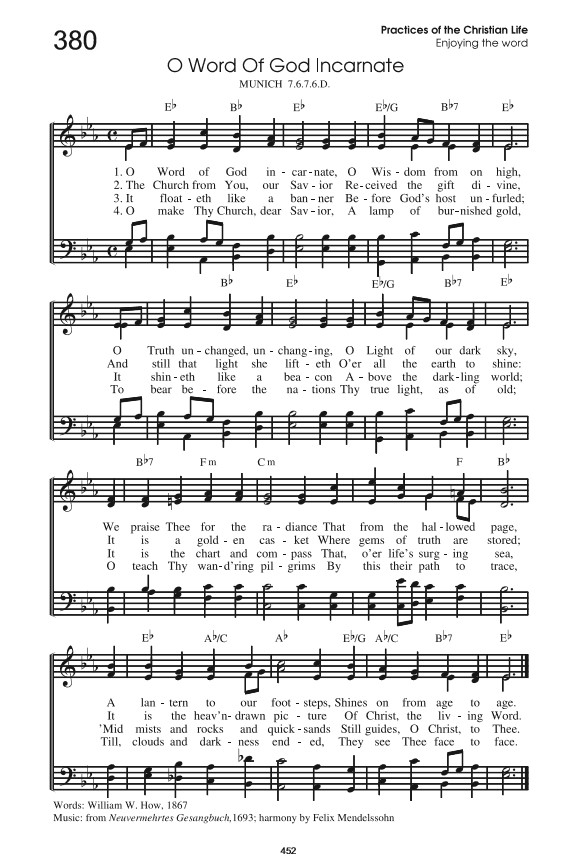 Practices of the Christian Life
380
Enjoying the word
O Word Of God Incarnate
MUNICH 7.6.7.6.D.
E♭ B♭ E♭ E♭/G B♭7 E♭
1. O Word of God in - car - nate, O Wis - dom from on high,
2. The Church from You, our Sav - ior Re - ceived the gift di - vine,
3. It float - eth like a ban - ner Be - fore God's host un - furled;
4. O make Thy Church, dear Sav - ior, A lamp of bur - nished gold,
B♭ E♭ E♭/G B♭7 E♭
O Truth un - changed, un - chang - ing, O Light of our dark sky,
And still that light she lift - eth O'er all the earth to shine:
It shin - eth like a bea - con A - bove the dark - ling world;
To bear be - fore the na - tions Thy true light, as of old;
B♭7 Fm Cm F B♭
We praise Thee for the ra - diance That from the hal - lowed page,
It is a gold - en cas - ket Where gems of truth are stored;
It is the chart and com - pass That, o'er life's surg - ing sea,
O teach Thy wand'ring pil - grims By this their path to trace,
E♭ A♭/C A♭ E♭/G A♭/C B♭7 E♭
A lan - tern to our foot - steps, Shines on from age to age.
It is the heav'n - drawn pic - ture Of Christ, the liv - ing Word.
'Mid mists and rocks and quick - sands Still guides, O Christ, to Thee.
Till, clouds and dark - ness end - ed, They see Thee face to face.
Words: William W. How, 1867
Music: from Neuvermehrtes Gesangbuch,1693; harmony by Felix Mendelssohn
452